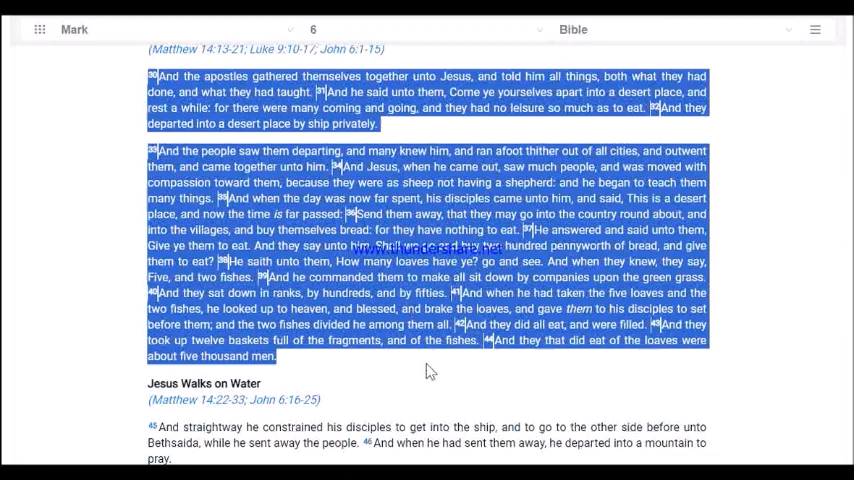 Mark 6 Bible
(Matthew 14:13-21; Luke 9:10-17; John 6:1-15)
30And the apostles gathered themselves together unto Jesus, and told him all things, both what they had
done, and what they had taught. 31And he said unto them, Come ye yourselves apart into a desert place, and
rest a while: for there were many coming and going, and they had no leisure so much as to eat. 32And they
departed into a desert place by ship privately.
33And the people saw them departing, and many knew him, and ran afoot thither out of all cities, and outwent
them, and came together unto him. 34And Jesus, when he came out, saw much people, and was moved with
compassion toward them, because they were as sheep not having a shepherd: and he began to teach them
many things. 35And when the day was now far spent, his disciples came unto him, and said, This is a desert
place, and now the time is far passed: 36Send them away, that they may go into the country round about, and
into the villages, and buy themselves bread: for they have nothing to eat. 37He answered and said unto them,
Give ye them to eat. And they say unto him, Shall we go and buy two hundred pennyworth of bread, and give
www.thundershare.net
them to eat? 38He saith unto them, How many loaves have ye? go and see. And when they knew, they say,
Five, and two fishes. 39And he commanded them to make all sit down by companies upon the green grass.
40And they sat down in ranks, by hundreds, and by fifties. 41And when he had taken the five loaves and the
two fishes, he looked up to heaven, and blessed, and brake the loaves, and gave them to his disciples to set
before them; and the two fishes divided he among them all. 42And they did all eat, and were filled. 43And they
took up twelve baskets full of the fragments, and of the fishes. 44And they that did eat of the loaves were
about five thousand men.
Jesus Walks on Water
(Matthew 14:22-33; John 6:16-25)
45And straightway he constrained his disciples to get into the ship, and to go to the other side before unto
Bethsaida, while he sent away the people. 46And when he had sent them away, he departed into a mountain to
pray.